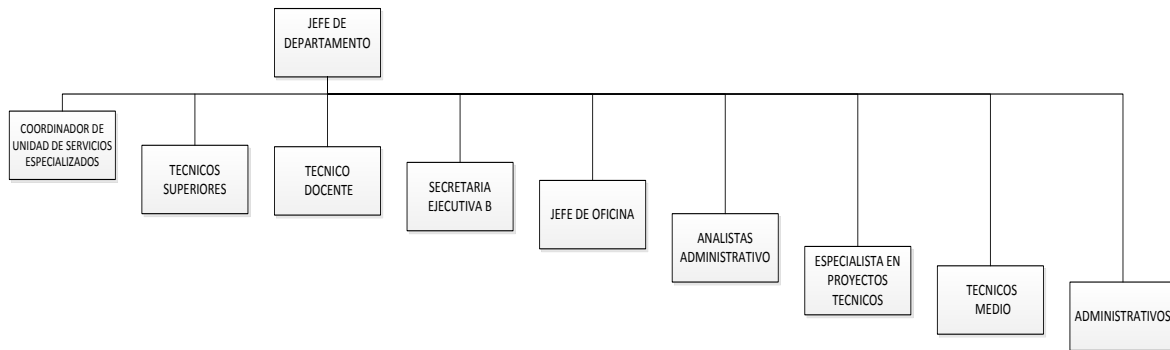 JEFE DE
DEPARTAMENTO
COORDINADOR DE
UNIDAD DE SERVICIOS
ESPECIALIZADOS
TECNICOS
SUPERIORES
TECNICO
DOCENTE
SECRETARIA
EJECUTIVA B
JEFE DE OFICINA
ANALISTAS
ADMINISTRATIVO
ESPECIALISTA EN
PROYECTOS
TECNICOS
TECNICOS
MEDIO
ADMINISTRATIVOS